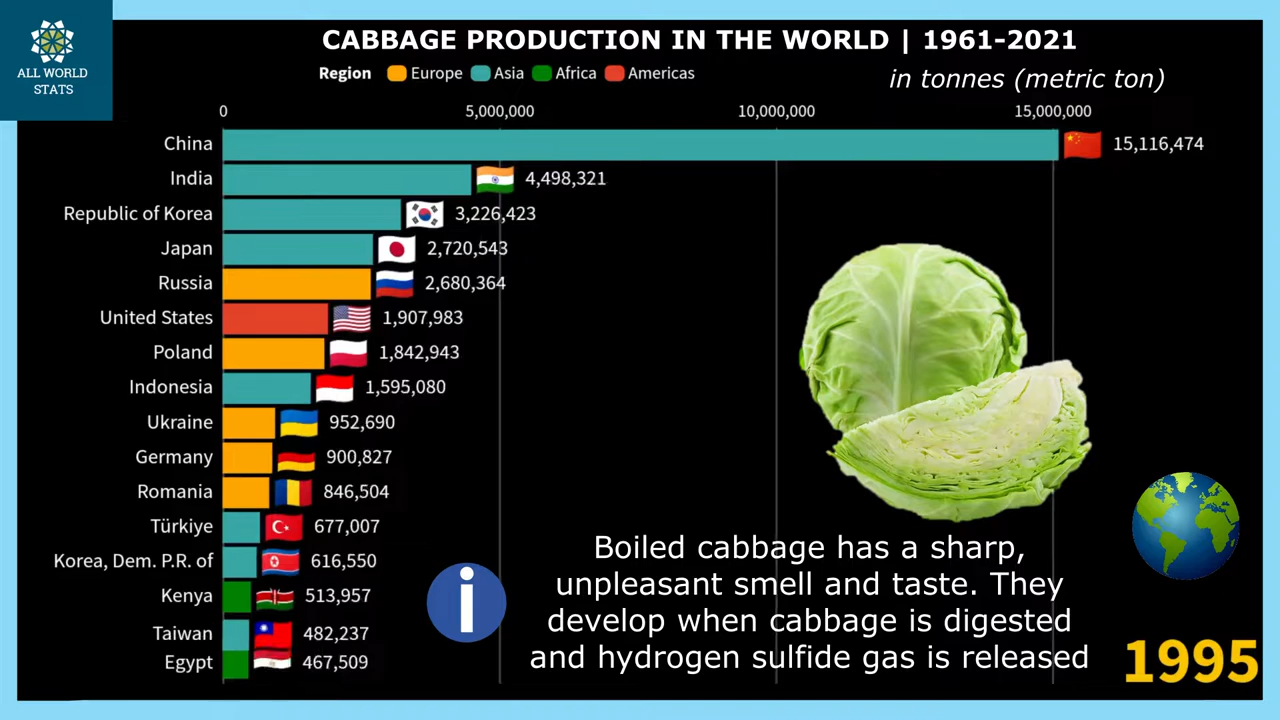 ALL WORLD
STATS
CABBAGE PRODUCTION IN THE WORLD | 1961-2021
Region Europe Asia Africa Americas
in tonnes (metric ton)
0 5,000,000 10,000,000 15,000,000
China 15,116,474
India 4,498,321
Republic of Korea 3,226,423
Japan 2,720,543
Russia 2,680,364
United States 1,907,983
Poland 1,842,943
Indonesia 1,595,080
Ukraine 952,690
Germany 900,827
Romania 846,504
Türkiye 677,007
Korea, Dem. P.R. of 616,550
Kenya 513,957
Taiwan 482,237
Egypt 467,509
i
Boiled cabbage has a sharp,
unpleasant smell and taste. They
develop when cabbage is digested
and hydrogen sulfide gas is released
1995